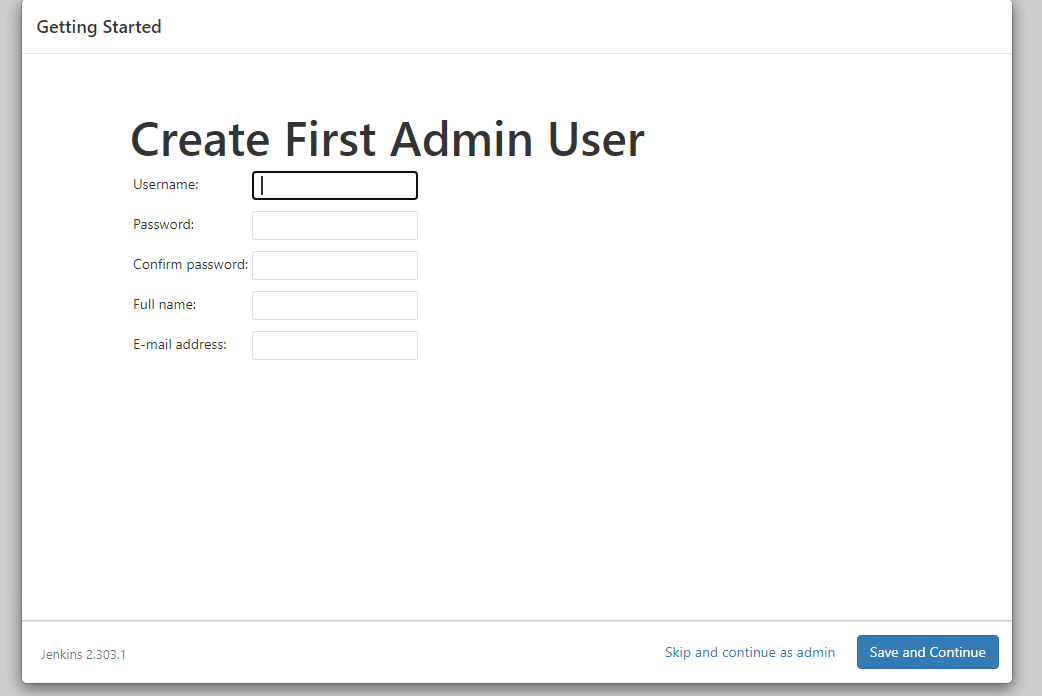 Getting Started
Create First Admin User
Username:
Password:
Confirm password:
Full name:
E-mail address:
Jenkins 2.303.1
Skip and continue as admin
Save and Continue